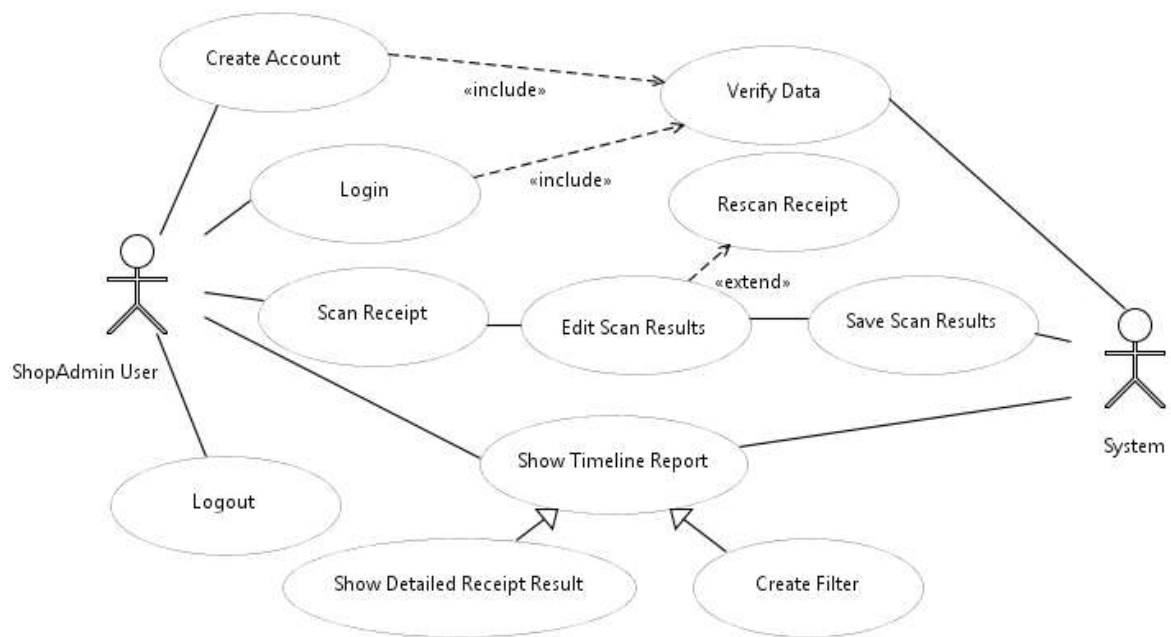 Create Account
«include»
Verify Data
Login
«include»
Rescan Receipt
«extend»
Scan Receipt
Edit Scan Results
Save Scan Results
ShopAdmin User
System
Show Timeline Report
Logout
Show Detailed Receipt Result
Create Filter